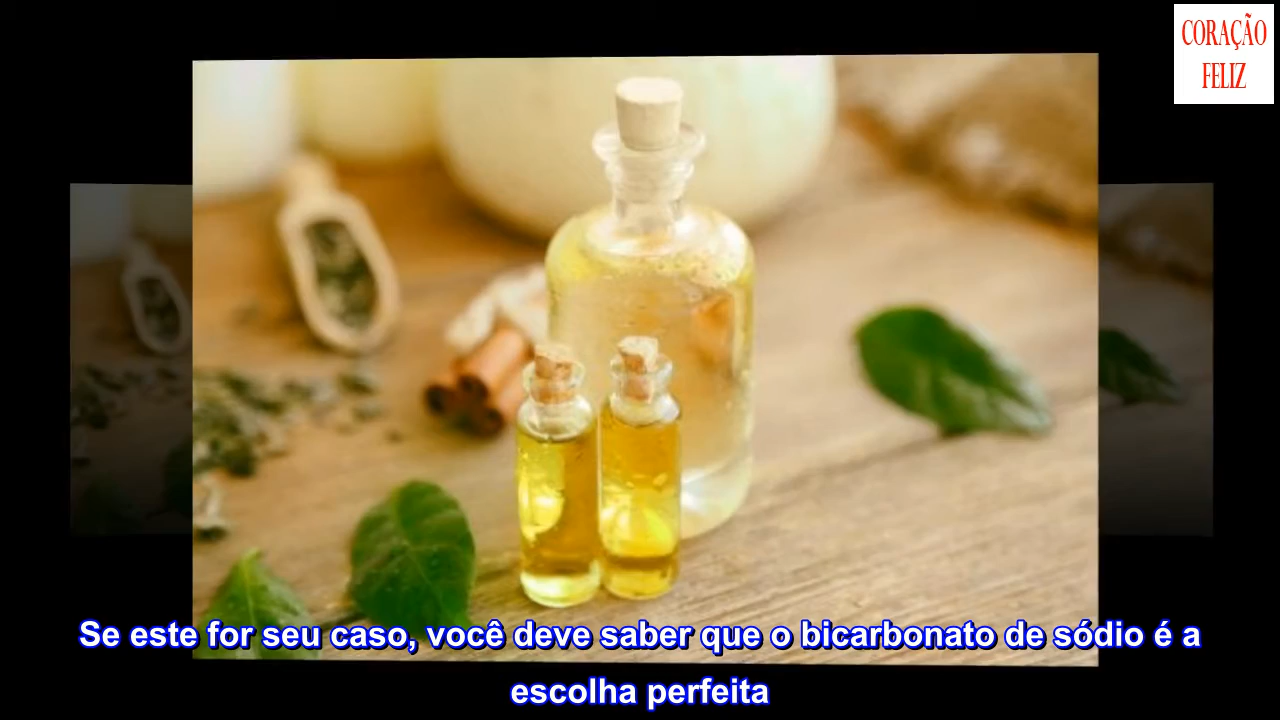 CORAÇÃO
FELIZ
Se este for seu caso, você deve saber que o bicarbonato de sódio é a
escolha perfeita